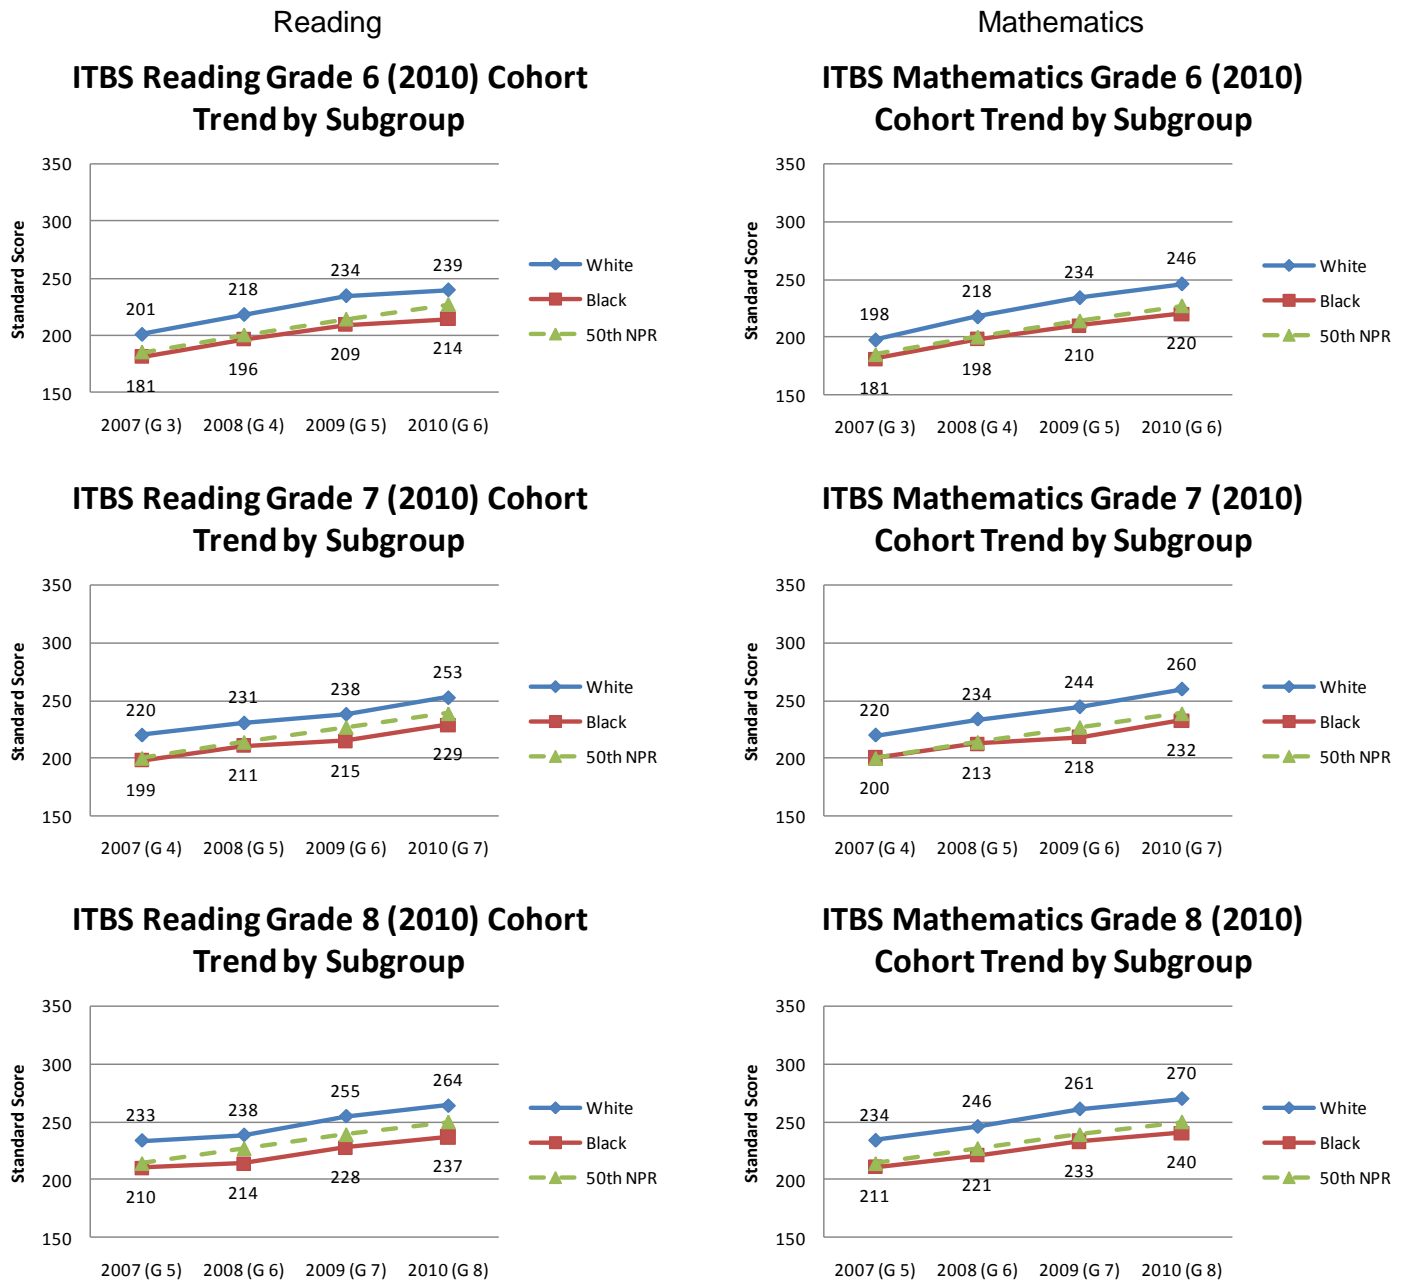 Reading
Mathematics
ITBS Reading Grade 6 (2010) Cohort
Trend by Subgroup
350
300
250
200
150
Standard Score
201
218
234
239
181
196
209
214
2007 (G 3) 2008 (G 4) 2009 (G 5) 2010 (G 6)
White
Black
50th NPR
ITBS Mathematics Grade 6 (2010)
Cohort Trend by Subgroup
350
300
250
200
150
Standard Score
198
218
234
246
181
198
210
220
2007 (G 3) 2008 (G 4) 2009 (G 5) 2010 (G 6)
White
Black
50th NPR
ITBS Reading Grade 7 (2010) Cohort
Trend by Subgroup
350
300
250
200
150
Standard Score
220
231
238
253
199
211
215
229
2007 (G 4) 2008 (G 5) 2009 (G 6) 2010 (G 7)
White
Black
50th NPR
ITBS Mathematics Grade 7 (2010)
Cohort Trend by Subgroup
350
300
250
200
150
Standard Score
220
234
244
260
200
213
218
232
2007 (G 4) 2008 (G 5) 2009 (G 6) 2010 (G 7)
White
Black
50th NPR
ITBS Reading Grade 8 (2010) Cohort
Trend by Subgroup
350
300
250
200
150
Standard Score
233
238
255
264
210
214
228
237
2007 (G 5) 2008 (G 6) 2009 (G 7) 2010 (G 8)
White
Black
50th NPR
ITBS Mathematics Grade 8 (2010)
Cohort Trend by Subgroup
350
300
250
200
150
Standard Score
234
246
261
270
211
221
233
240
2007 (G 5) 2008 (G 6) 2009 (G 7) 2010 (G 8)
White
Black
50th NPR